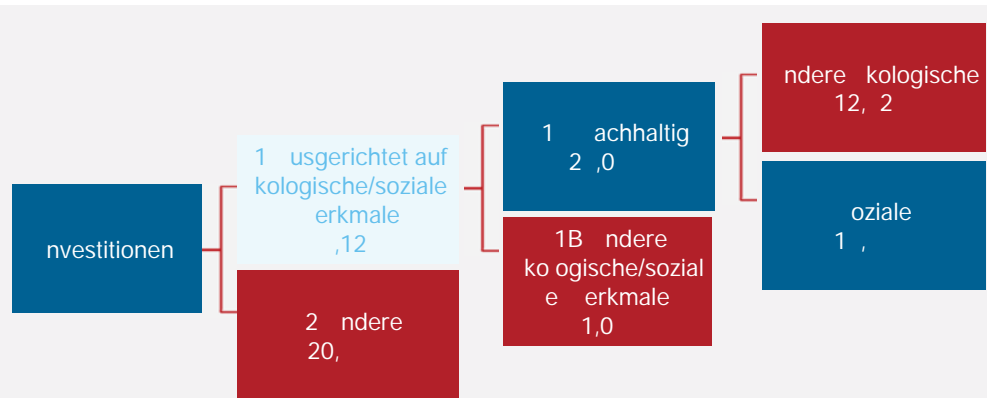 nvestitionen
1 usgerichtet auf
kologische/soziale
erkmale
,12
2 ndere
20,
1 achhaltig
2 ,0
1B ndere
ko ogische/sozial
e erkmale
1,0
ndere kologische
12, 2
oziale
1 ,